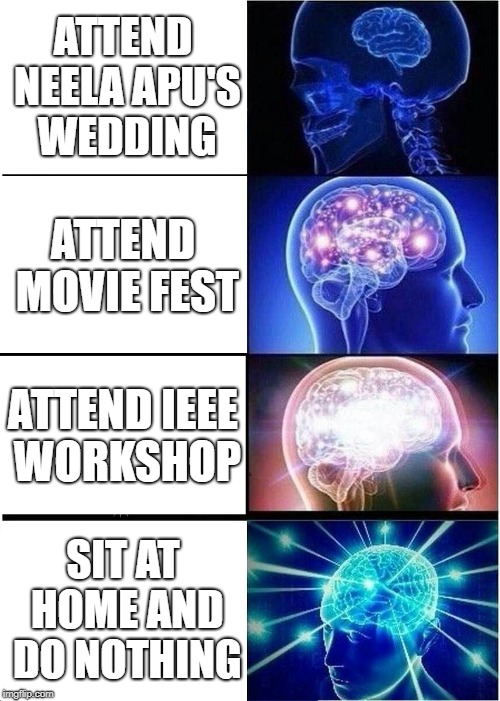 ATTEND
NEELA APU'S
WEDDING
ATTEND
MOVIE FEST
ATTEND IEEE
WORKSHOP
SIT AT
HOME AND
DO NOTHING
imgflip.com